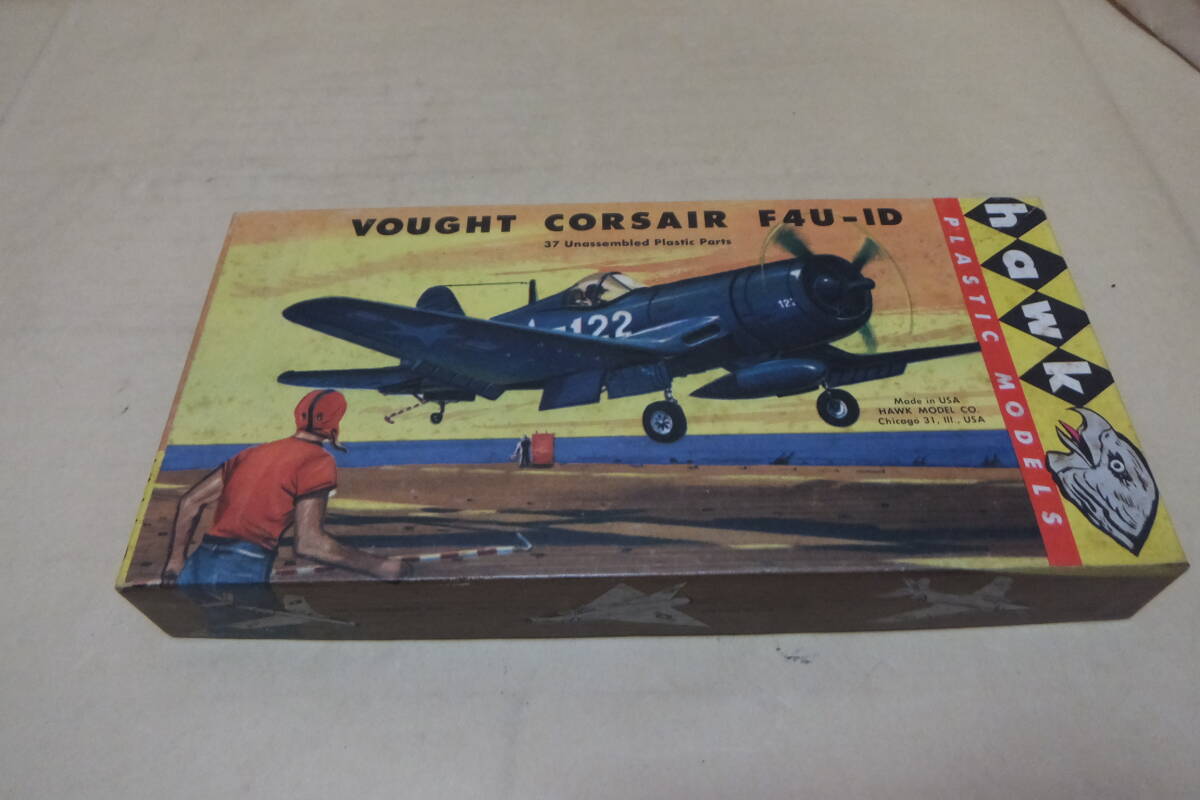 VOUGHT CORSAIR F4U-1D
37 Unassembled Plastic Parts
122
Made in USA
HAWK MODEL CO.
Chicago 31, Ill., USA
PLASTIC MODELS
hawk